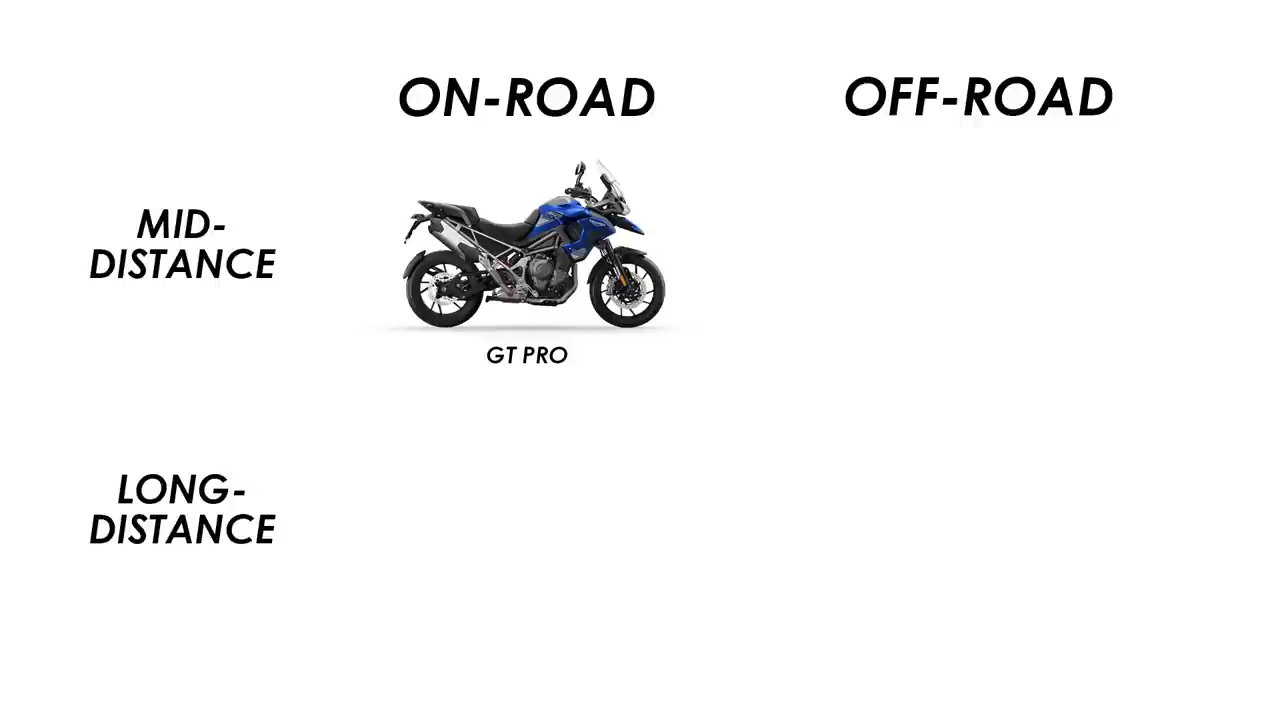 ON-ROAD
OFF-ROAD
MID-
DISTANCE
GT PRO
LONG-
DISTANCE